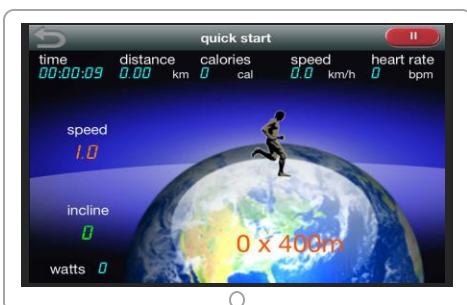 quick start
time distance calories speed heart rate
00:00:09 0.00 km 0 cal 0.0 km/h 0 bpm
speed
1.0
incline
0
0 x 400m
watts 0